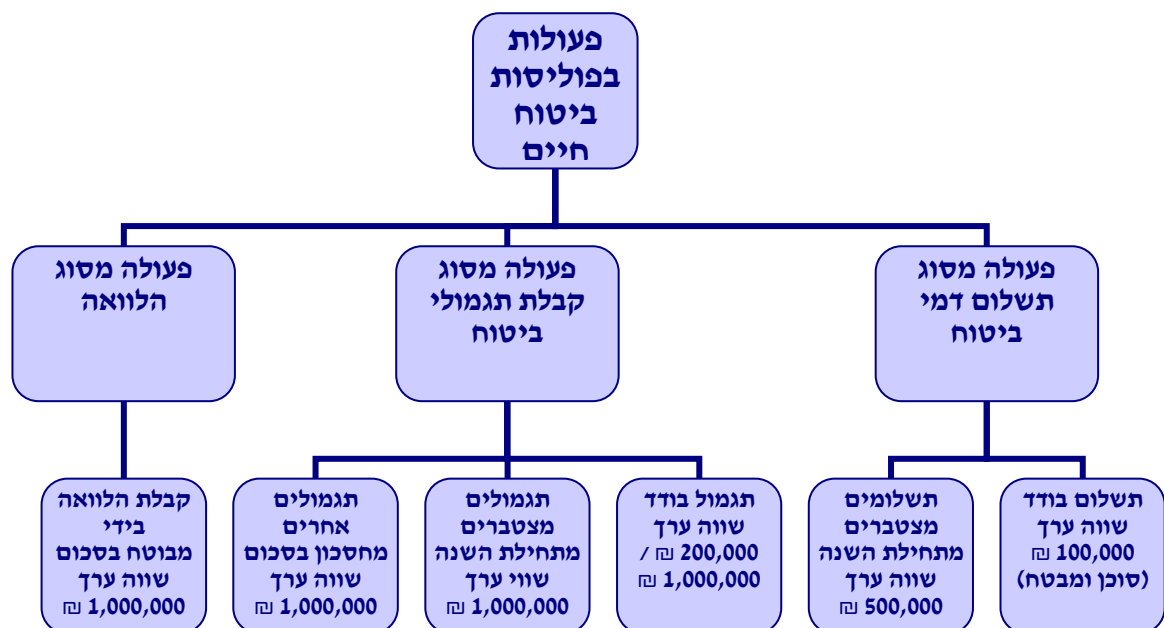 פעולות
בפוליסות
ביטוח
חיים
פעולה מסוג
תשלום דמי
ביטוח
פעולה מסוג
קבלת תגמולי
ביטוח
פעולה מסוג
הלוואה
תשלום בודד
שווה ערך
100,000 ₪
(סוכן ומבטח)
תשלומים
מצטברים
מתחילת השנה
שווה ערך
500,000 ₪
תגמול בודד
שווה ערך
200,000 ₪ /
1,000,000 ₪
תגמולים
מצטברים
מתחילת השנה
שווי ערך
1,000,000 ₪
תגמולים
אחרים
מחסכון בסכום
שווה ערך
1,000,000 ₪
קבלת הלוואה
בידי
מבוטח בסכום
שווה ערך
1,000,000 ₪